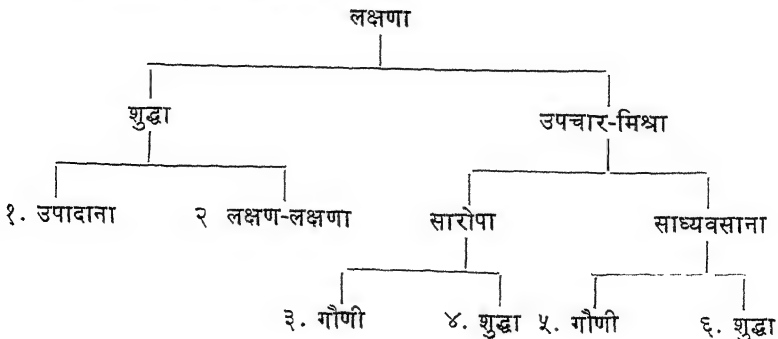 लक्षणा
शुद्धा उपचार-मिश्रा
१. उपादाना २ लक्षण-लक्षणा सारोपा साध्यवसाना
३. गौणी ४. शुद्धा ५. गौणी ६. शुद्धा